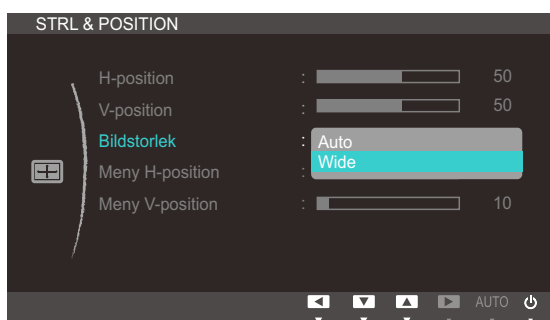 STRL & POSITION
H-position : 50
V-position : 50
Bildstorlek : Auto
Wide
Meny H-position :
Meny V-position : 10
AUTO